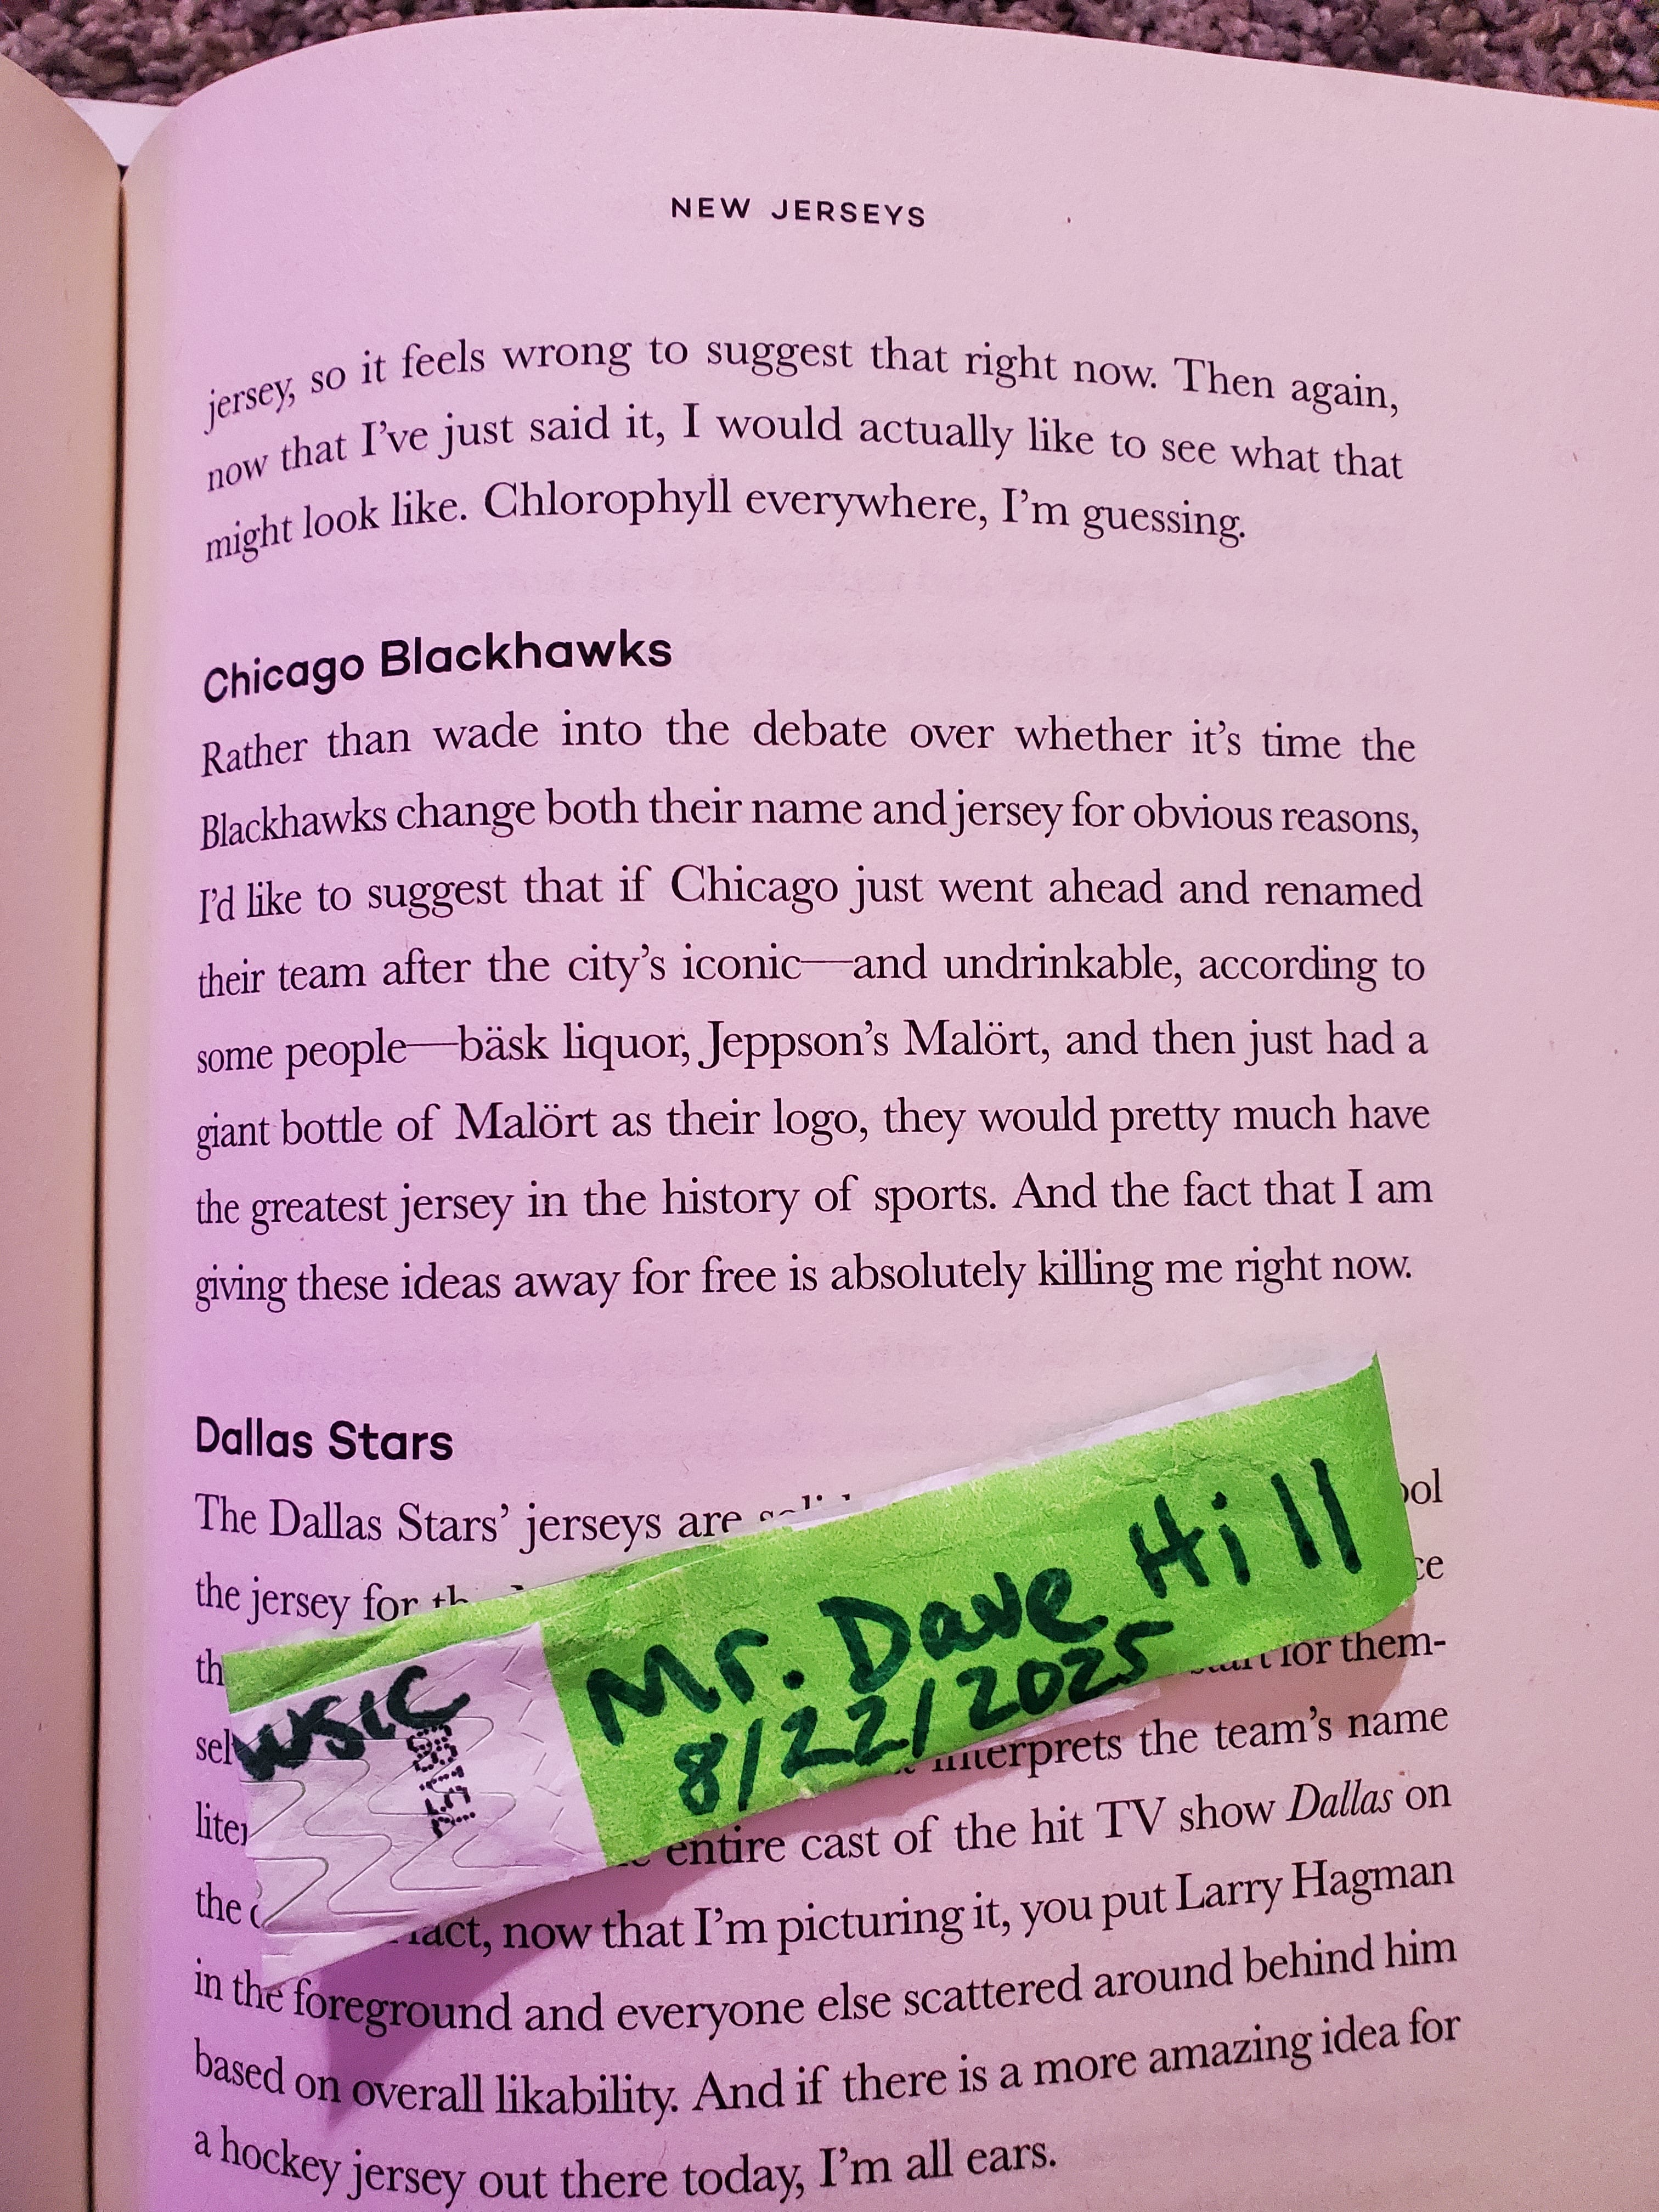 NEW JERSEYS
jersey, so it feels wrong to suggest that right now. Then again,
now that I've just said it, I would actually like to see what that
might look like. Chlorophyll everywhere, I'm guessing.
Chicago Blackhawks
Rather than wade into the debate over whether it's time the
Blackhawks change both their name and jersey for obvious reasons,
I'd like to suggest that if Chicago just went ahead and renamed
their team after the city's iconic—and undrinkable, according to
some people—bäsk liquor, Jeppson's Malört, and then just had a
giant bottle of Malört as their logo, they would pretty much have
the greatest jersey in the history of sports. And the fact that I am
giving these ideas away for free is absolutely killing me right now.
Dallas Stars
The Dallas Stars' jerseys are
the jersey for
for them-
interprets the team's name
entire cast of the hit TV show Dallas on
the
now that I'm picturing it, you put Larry Hagman
in the foreground and everyone else scattered around behind him
based on overall likability. And if there is a more amazing idea for
a hockey jersey out there today, I'm all ears.
WSIC
Mr. Dave Hill
8/22/2025